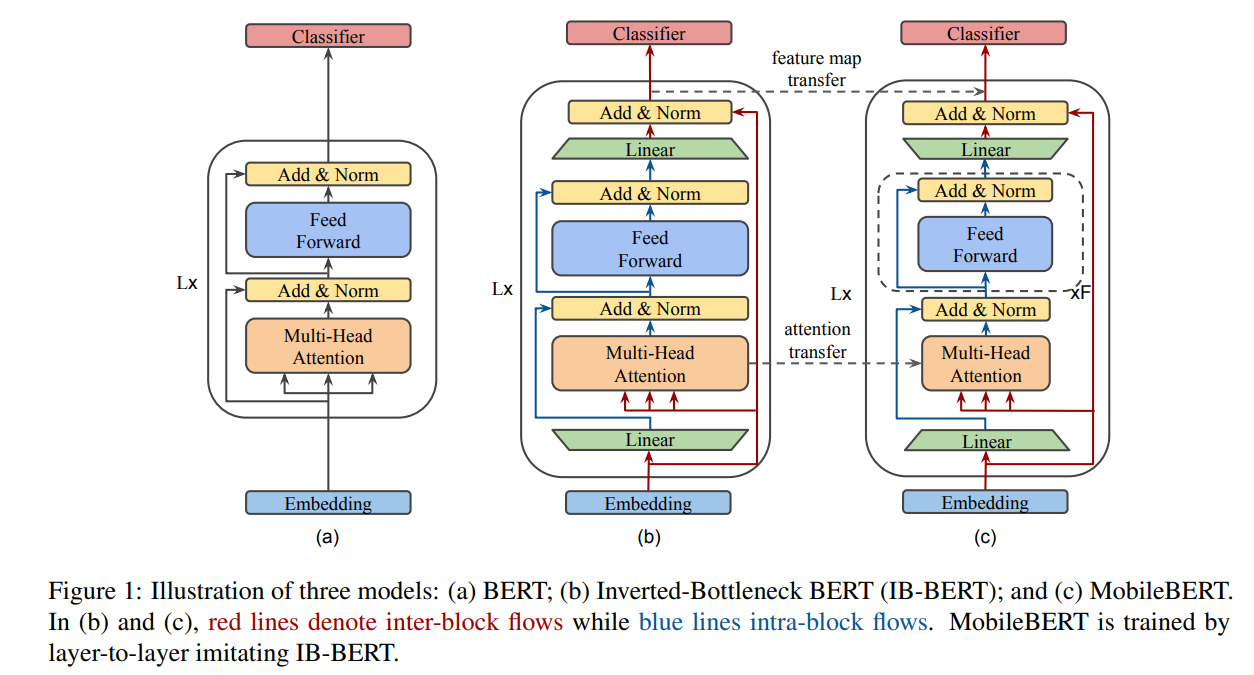 Classifier
Add & Norm
Feed
Forward
Add & Norm
Multi-Head
Attention
Lx
Embedding
(a)
Classifier
Add & Norm
Linear
Add & Norm
Feed
Forward
Add & Norm
Multi-Head
Attention
Linear
Lx
Embedding
(b)
feature map
transfer
attention
transfer
Classifier
Add & Norm
Linear
Add & Norm
Feed
Forward
xF
Add & Norm
Multi-Head
Attention
Linear
Lx
Embedding
(c)
Figure 1: Illustration of three models: (a) BERT; (b) Inverted-Bottleneck BERT (IB-BERT); and (c) MobileBERT.
In (b) and (c), red lines denote inter-block flows while blue lines intra-block flows. MobileBERT is trained by
layer-to-layer imitating IB-BERT.